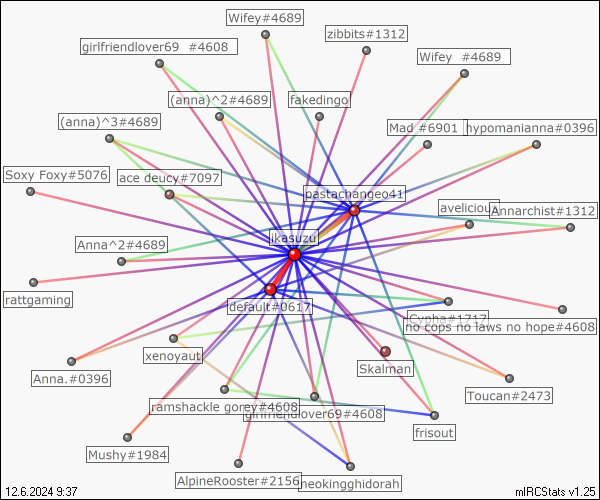 Wifey#4689
zibbits#1312
girlfriendlover69  #4608
Wifey  #4689
(anna)^2#4689
fakedingo!
(anna)^3#4689
Mad #6901
hypomanianna#0396
Soxy Foxy#5076
ace deucy#7097
pastachangeo41
avelicious
Annarchist#1312
ikasuzu
Anna^2#4689
rattgaming
default#0617
Cypha#1717
no cops no laws no hope#4608
xenoyaut
Skalman
Anna.#0396
Toucan#2473
ramshackle gorey#4608
girlfriendlover69#4608
frisout
Mushy#1984
AlpineRooster#2156
neokingghidorah
12.6.2024 9:37
mIRCStats v1.25